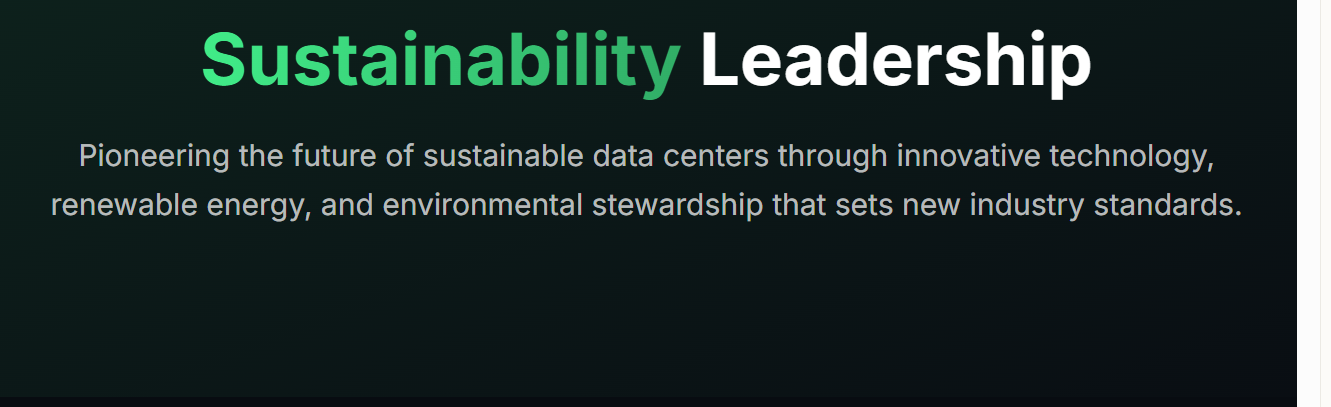 Sustainability Leadership
Pioneering the future of sustainable data centers through innovative technology,
renewable energy, and environmental stewardship that sets new industry standards.